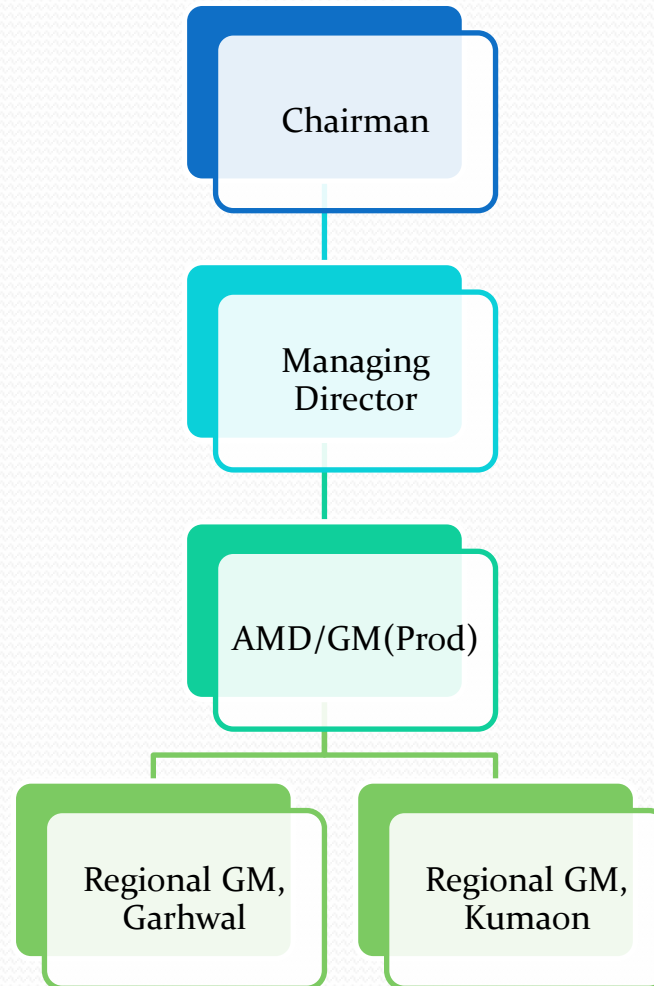 Chairman
Managing
Director
AMD/GM(Prod)
Regional GM,
Garhwal
Regional GM,
Kumaon